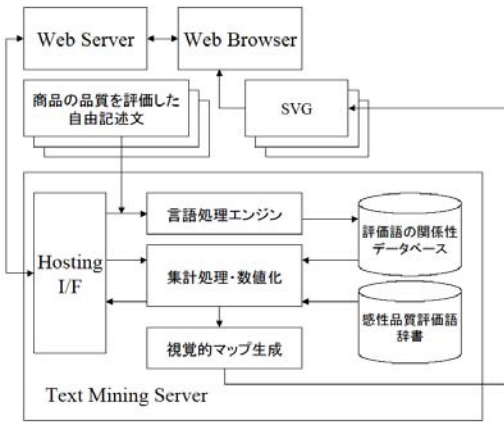 Web Server
Web Browser
商品の品質を評価した
自由記述文
SVG
Hosting
I/F
言語処理エンジン
評価語の関係性
データベース
集計処理・数値化
感性品質評価語
辞書
視覚的マップ生成
Text Mining Server